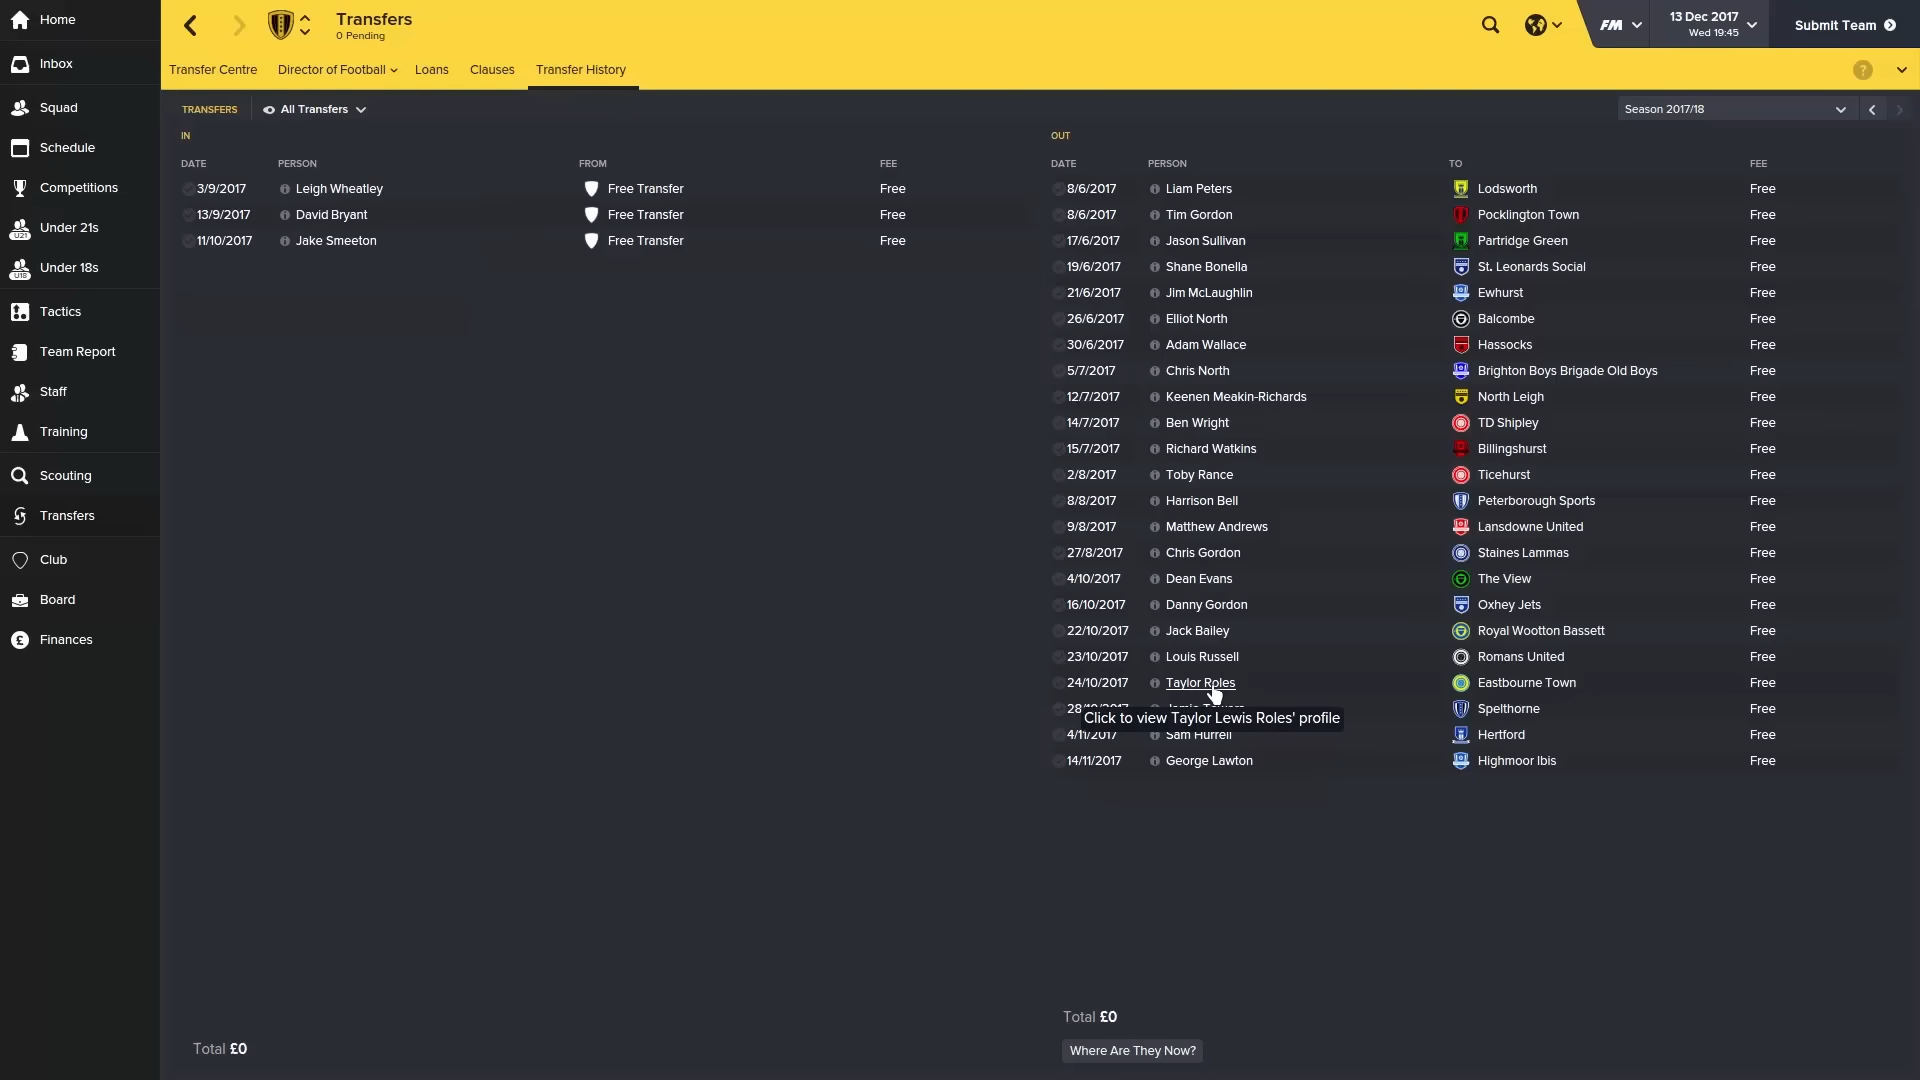 Home
Inbox
Squad
Schedule
Competitions
U21
Under 21s
U18
Under 18s
Tactics
Team Report
Staff
Training
Scouting
Transfers
Club
Board
£
Finances
Transfers
0 Pending
FM
13 Dec 2017
Wed 19:45
Submit Team
Transfer Centre
Director of Football
Loans
Clauses
Transfer History
?
TRANSFERS
All Transfers
Season 2017/18
IN
DATE PERSON FROM FEE
3/9/2017 Leigh Wheatley Free Transfer Free
13/9/2017 David Bryant Free Transfer Free
11/10/2017 Jake Smeeton Free Transfer Free
Total £0
OUT
DATE PERSON TO FEE
8/6/2017 Liam Peters Lodsworth Free
8/6/2017 Tim Gordon Pocklington Town Free
17/6/2017 Jason Sullivan Partridge Green Free
19/6/2017 Shane Bonella St. Leonards Social Free
21/6/2017 Jim McLaughlin Ewhurst Free
26/6/2017 Elliot North Balcombe Free
30/6/2017 Adam Wallace Hassocks Free
5/7/2017 Chris North Brighton Boys Brigade Old Boys Free
12/7/2017 Keenen Meakin-Richards North Leigh Free
14/7/2017 Ben Wright TD Shipley Free
15/7/2017 Richard Watkins Billingshurst Free
2/8/2017 Toby Rance Ticehurst Free
8/8/2017 Harrison Bell Peterborough Sports Free
9/8/2017 Matthew Andrews Lansdowne United Free
27/8/2017 Chris Gordon Staines Lammas Free
4/10/2017 Dean Evans The View Free
16/10/2017 Danny Gordon Oxhey Jets Free
22/10/2017 Jack Bailey Royal Wootton Bassett Free
23/10/2017 Louis Russell Romans United Free
24/10/2017 Taylor Roles Eastbourne Town Free
Spelthorne Free
Click to view Taylor Lewis Roles' profile
4/11/2017 Sam Hurrell Hertford Free
14/11/2017 George Lawton Highmoor Ibis Free
Total £0
Where Are They Now?